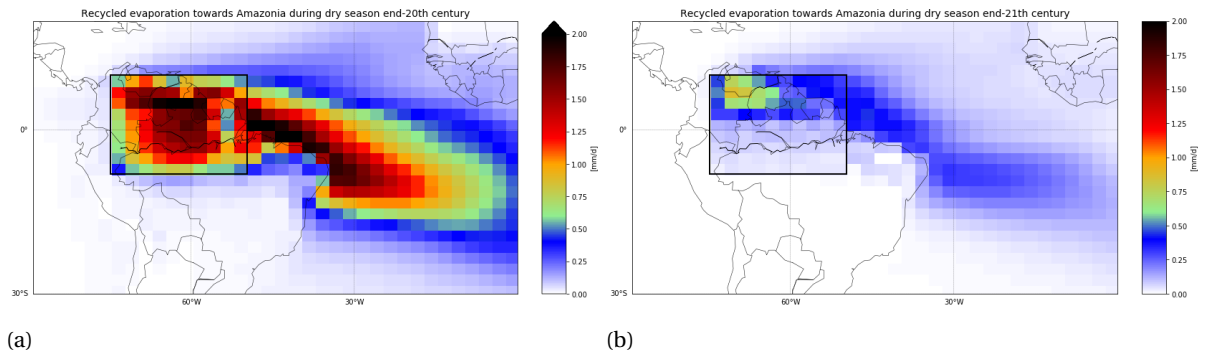 Recycled evaporation towards Amazonia during dry season end-20th century
2.00
1.75
1.50
1.25
1.00
0.75
0.50
0.25
0.00
[mm/d]
0°
30°S
60°W
30°W
(a)
Recycled evaporation towards Amazonia during dry season end-21th century
2.00
1.75
1.50
1.25
1.00
0.75
0.50
0.25
0.00
[mm/d]
0°
30°S
60°W
30°W
(b)